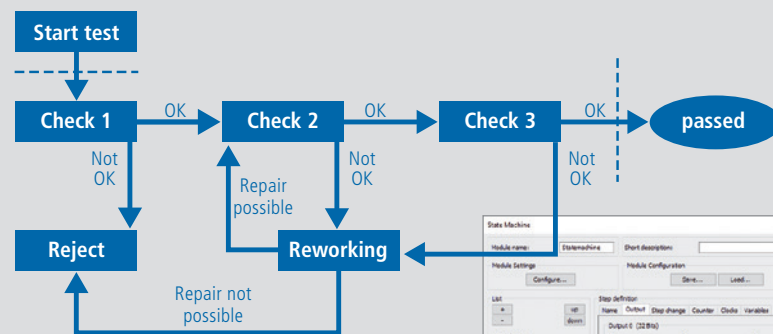 Start test
Check 1
OK
Check 2
OK
Check 3
OK
passed
Not
OK
Not
OK
Not
OK
Repair
possible
Reject
Reworking
Repair not
possible
State Machine
Module name: Statemachine Short description:
Module Settings Module Configuration
Configure... Save... Load...
List Step definition
+ up Name Output Step change Counter Clocks Variables
- down
Output 0 (32 Bits)